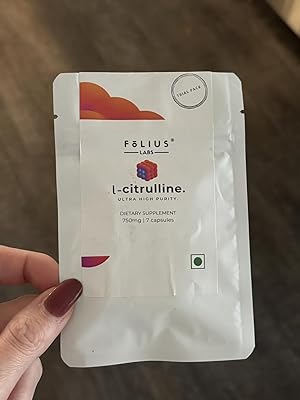 TRIAL PACK
FōLIUS®
LABS
l-citrulline.
ULTRA HIGH PURITY.
DIETARY SUPPLEMENT
750mg | 7 capsules